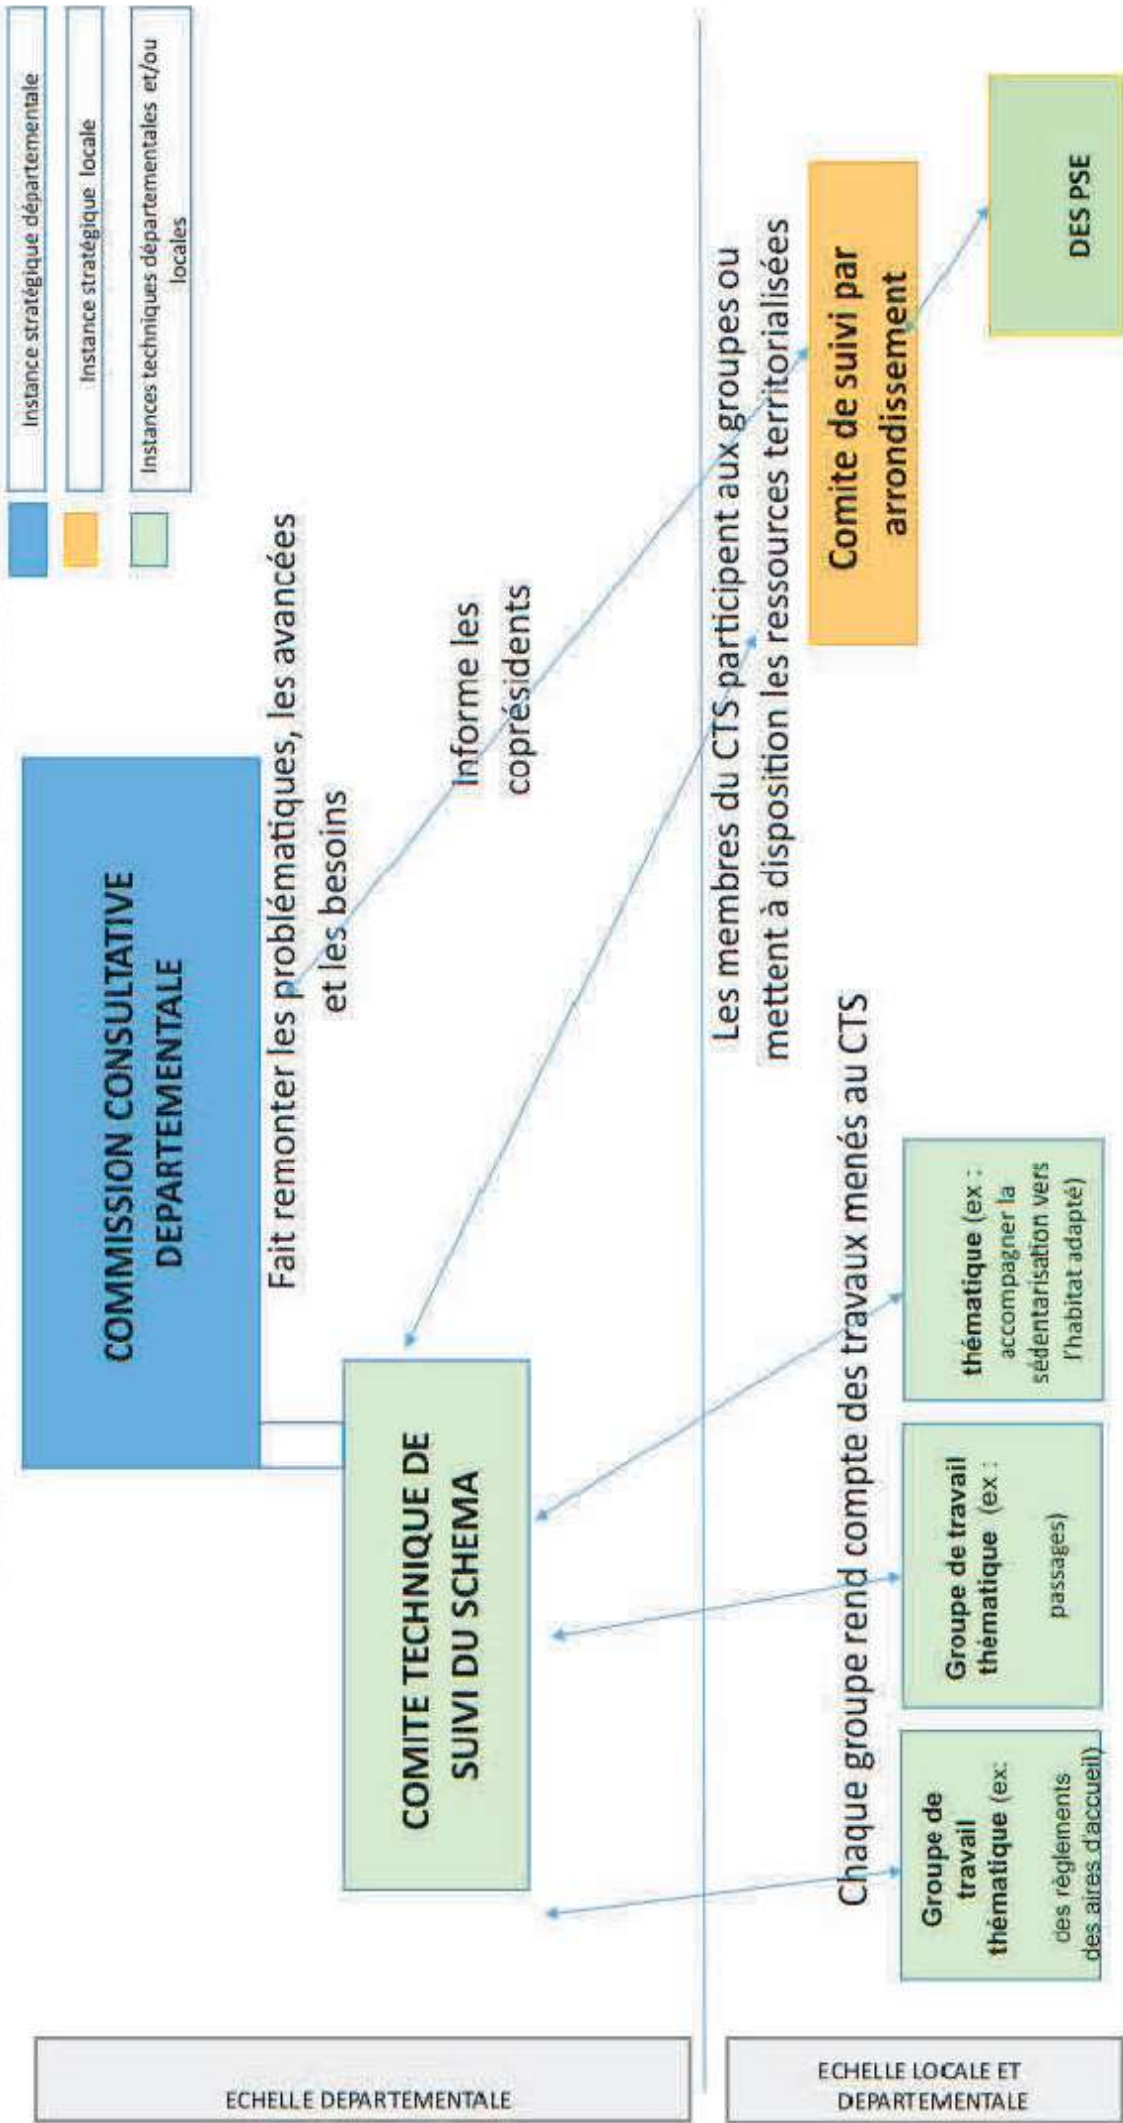 Instance stratégique départementale
Instance stratégique locale
Instances techniques départementales et/ou
locales
ECHELLE DEPARTEMENTALE
COMMISSION CONSULTATIVE
DEPARTEMENTALE
Fait remonter les problématiques, les avancées
et les besoins
Informe les
coprésidents
COMITE TECHNIQUE DE
SUIVI DU SCHEMA
ECHELLE LOCALE ET
DEPARTEMENTALE
Les membres du CTS participent aux groupes ou
mettent à disposition les ressources territorialisées
Chaque groupe rend compte des travaux menés au CTS
Comite de suivi par
arrondissement
Groupe de
travail
thématique (ex:
des règlements
des aires d'accueil)
Groupe de travail
thématique (ex :
passages)
thématique (ex :
accompagner la
sédentarisation vers
l'habitat adapté)
DES PSE